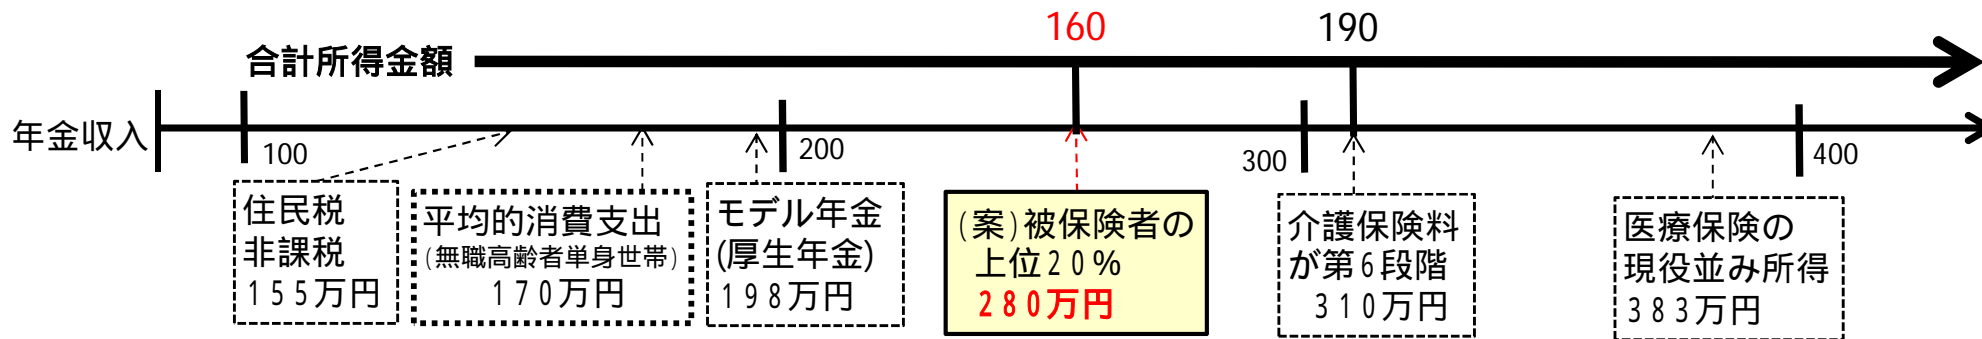 160
190
合計所得金額
年金収入
100
200
300
400
住民税
非課税
155万円
平均的消費支出
(無職高齢者単身世帯)
170万円
モデル年金
(厚生年金)
198万円
(案)被保険者の
上位20%
280万円
介護保険料
が第6段階
310万円
医療保険の
現役並み所得
383万円